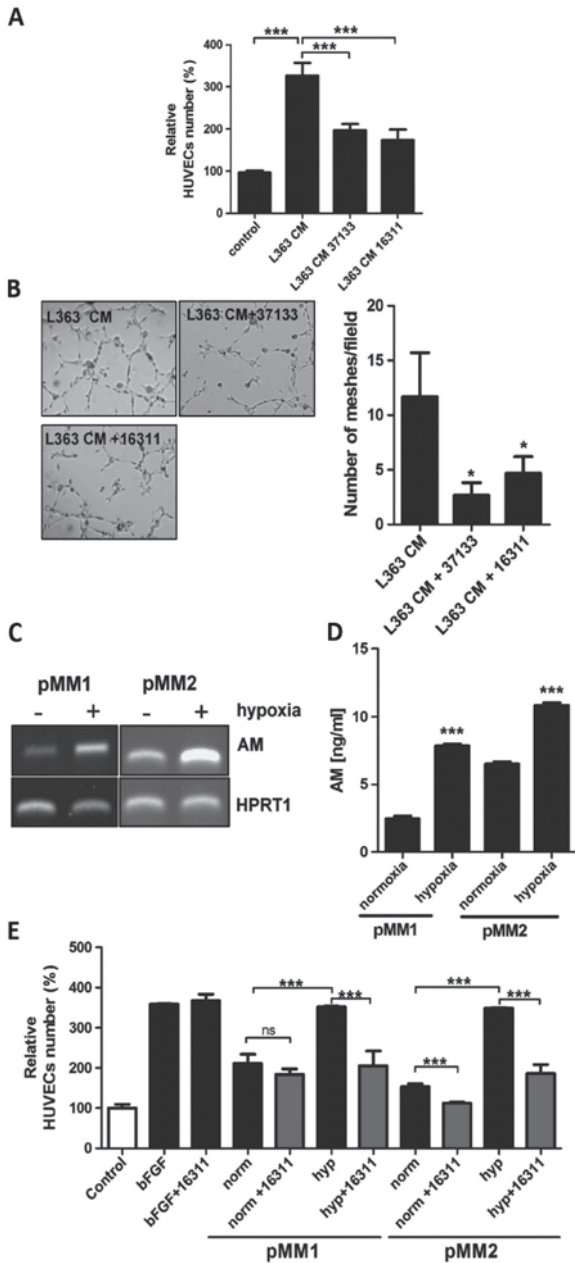 A
***
***
***
Relative
HUVECs number (%)
400
300
200
100
0
control
L363 CM
L363 CM 37133
L363 CM 16311
B
L363 CM
L363 CM+37133
L363 CM +16311
Number of meshes/fileld
20
15
10
5
0
*
*
L363 CM
L363 CM + 37133
L363 CM + 16311
C
pMM1
pMM2
- + - + hypoxia
AM
HPRT1
D
AM [ng/ml]
15
10
5
0
***
***
normoxia
hypoxia
normoxia
hypoxia
pMM1
pMM2
E
Relative
HUVECs number (%)
500
400
300
200
100
0
***
***
ns
***
***
***
Control
bFGF
bFGF+16311
norm
norm +16311
hyp
hyp+16311
norm
norm +16311
hyp
hyp+16311
pMM1
pMM2